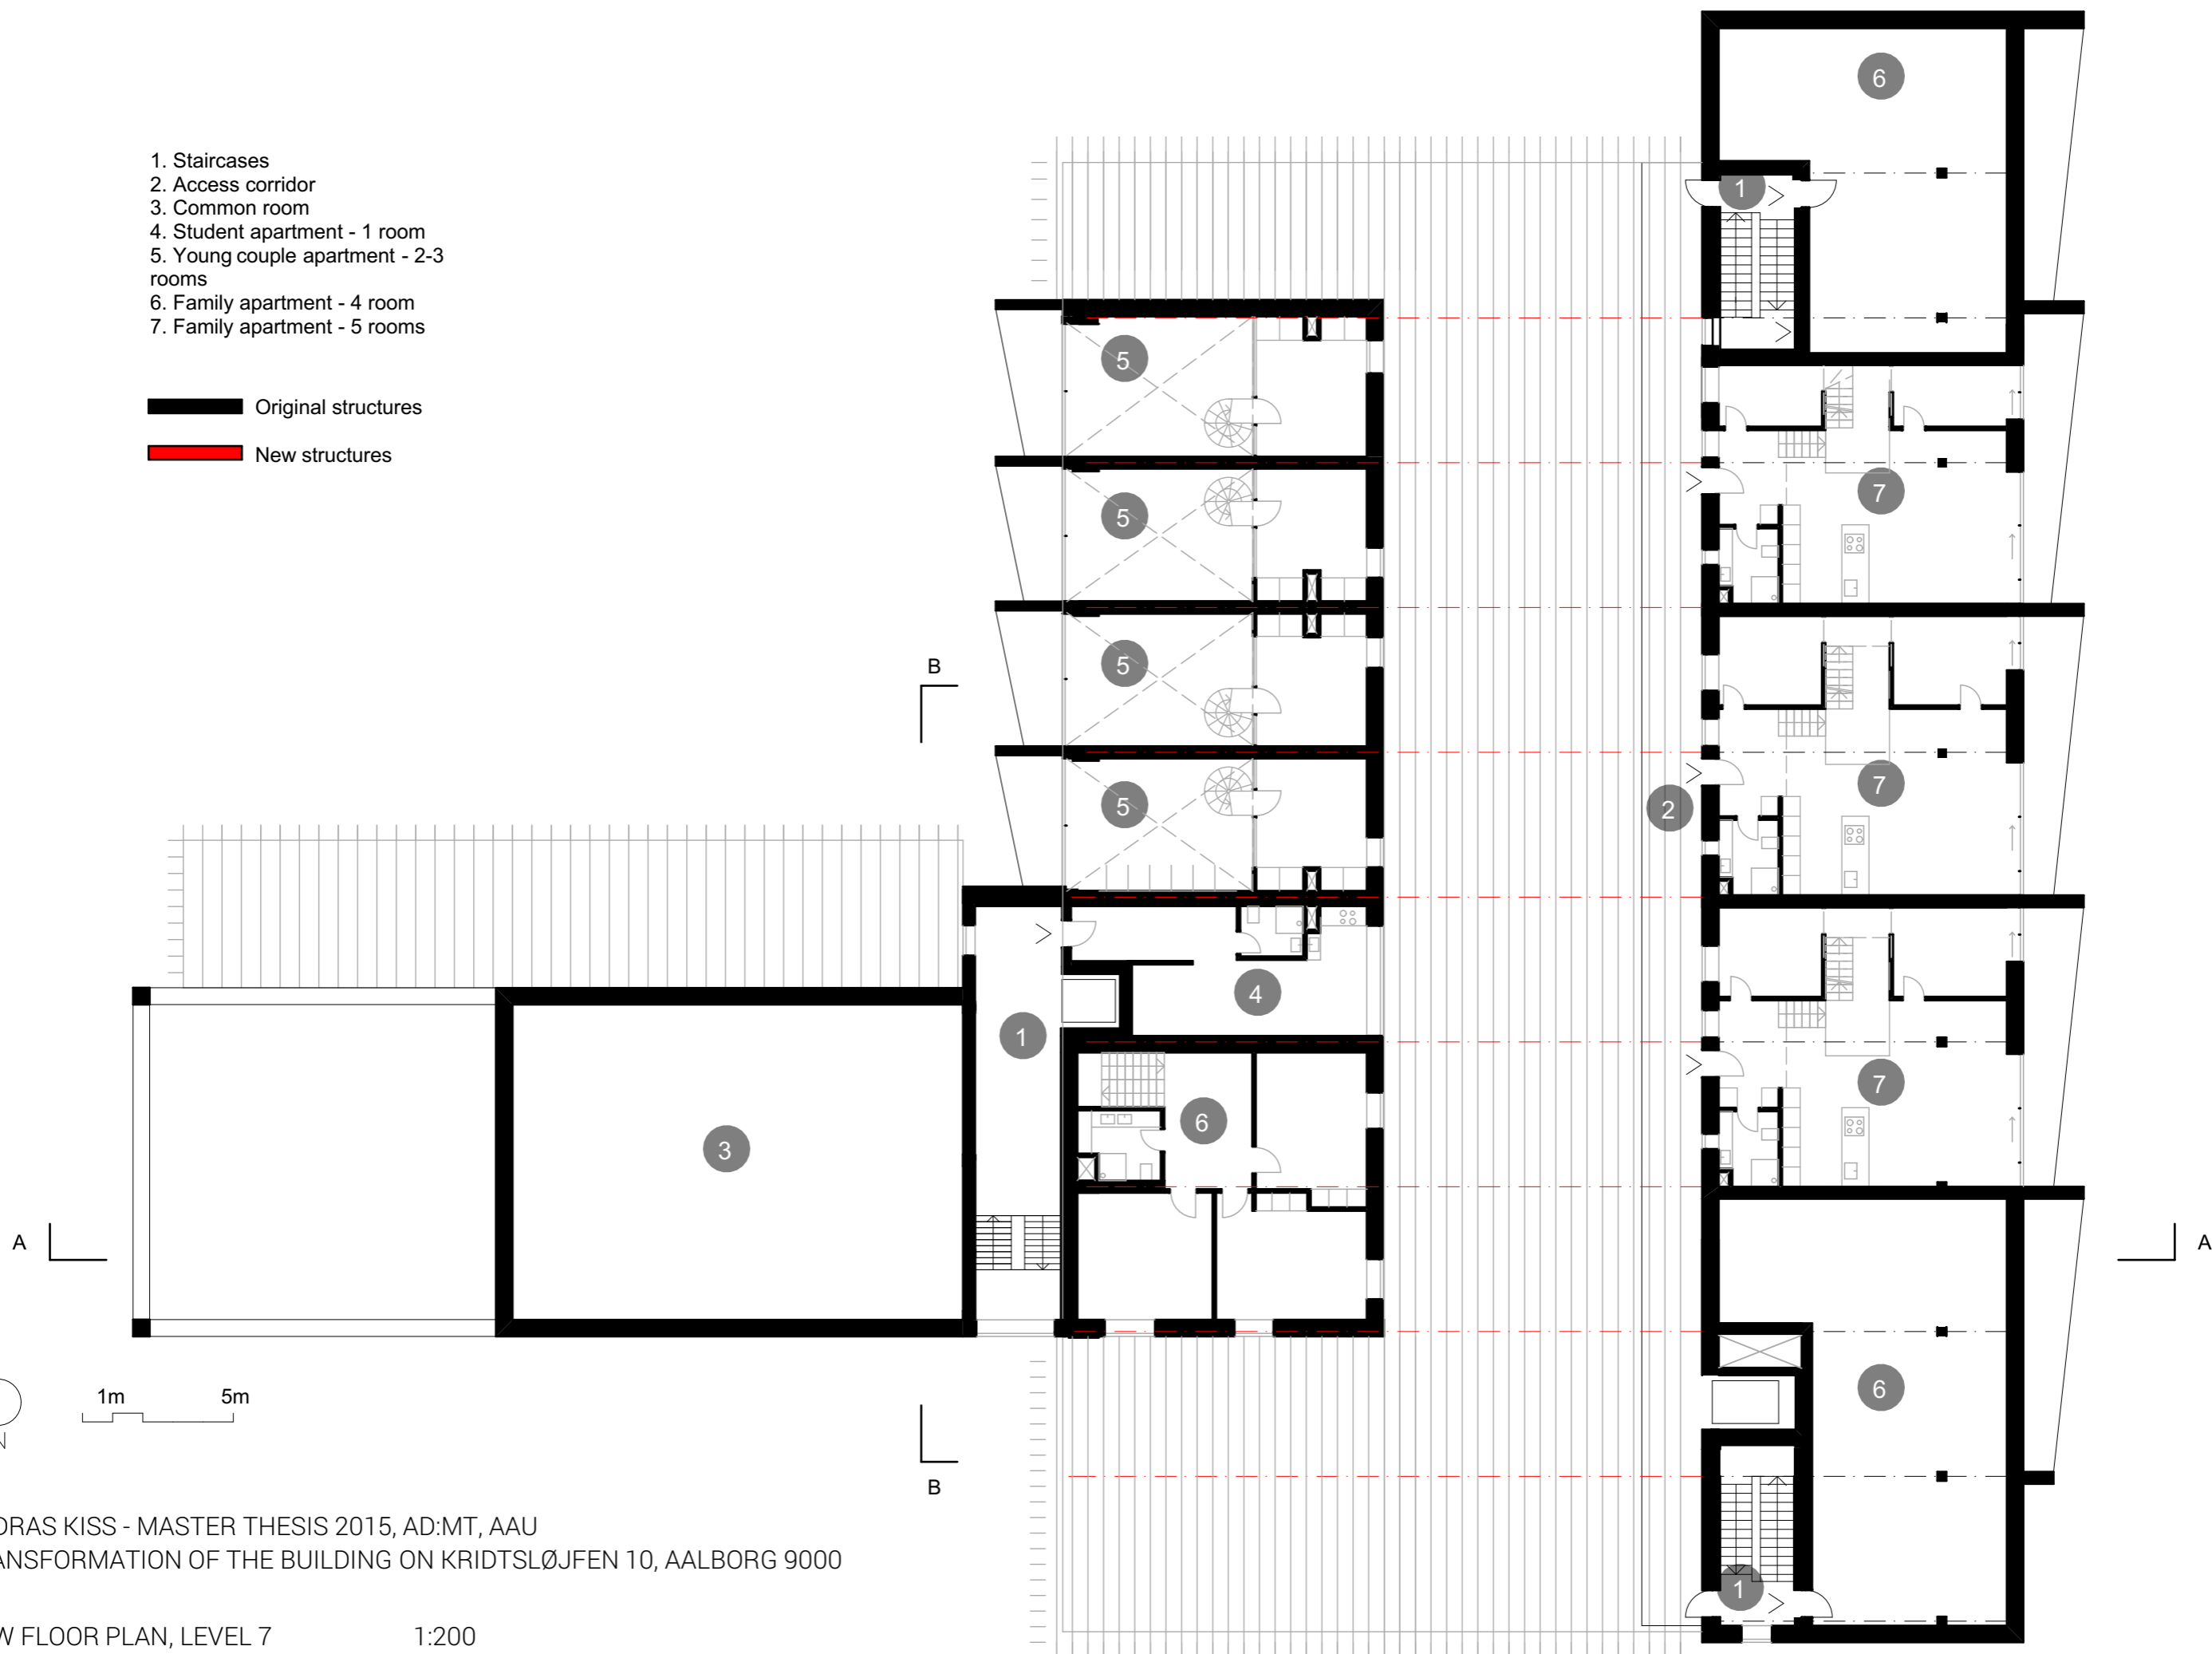 1. Staircases
2. Access corridor
3. Common room
4. Student apartment - 1 room
5. Young couple apartment - 2-3
rooms
6. Family apartment - 4 room
7. Family apartment - 5 rooms
Original structures
New structures
6
1
5
7
5
B
5
7
2
5
4
1
7
6
3
A
A
6
1m 5m
N
B
1
DRAS KISS - MASTER THESIS 2015, AD:MT, AAU
ANSFORMATION OF THE BUILDING ON KRIDTSLØJFEN 10, AALBORG 9000
W FLOOR PLAN, LEVEL 7 1:200